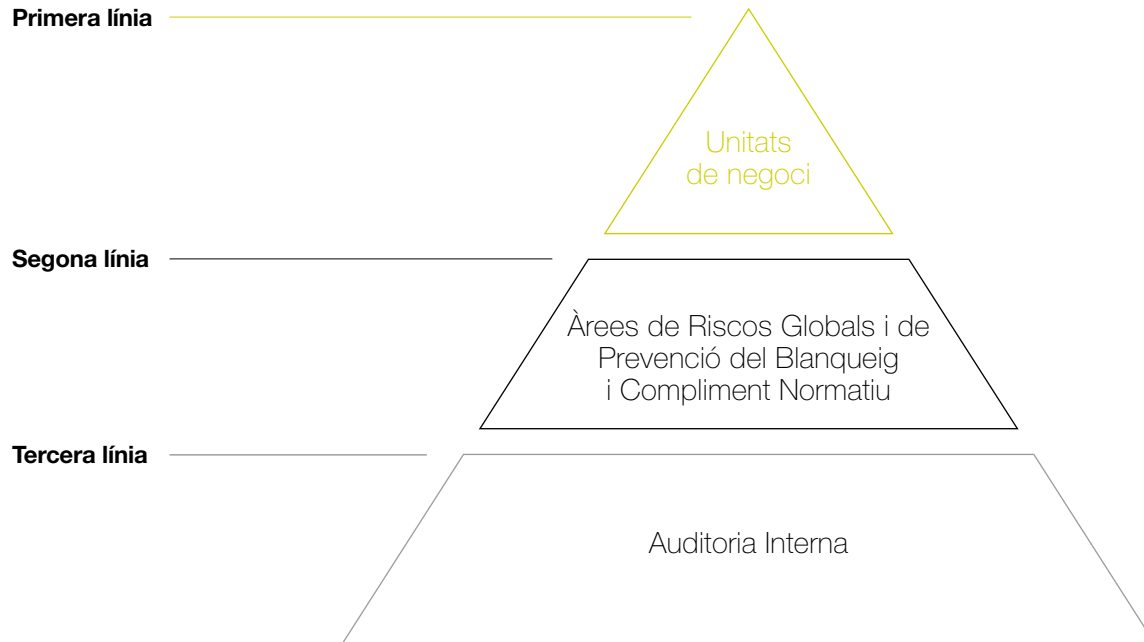 Primera línia
Unitats
de negoci
Segona línia
Àrees de Riscos Globals i de
Prevenció del Blanqueig
i Compliment Normatiu
Tercera línia
Auditoria Interna